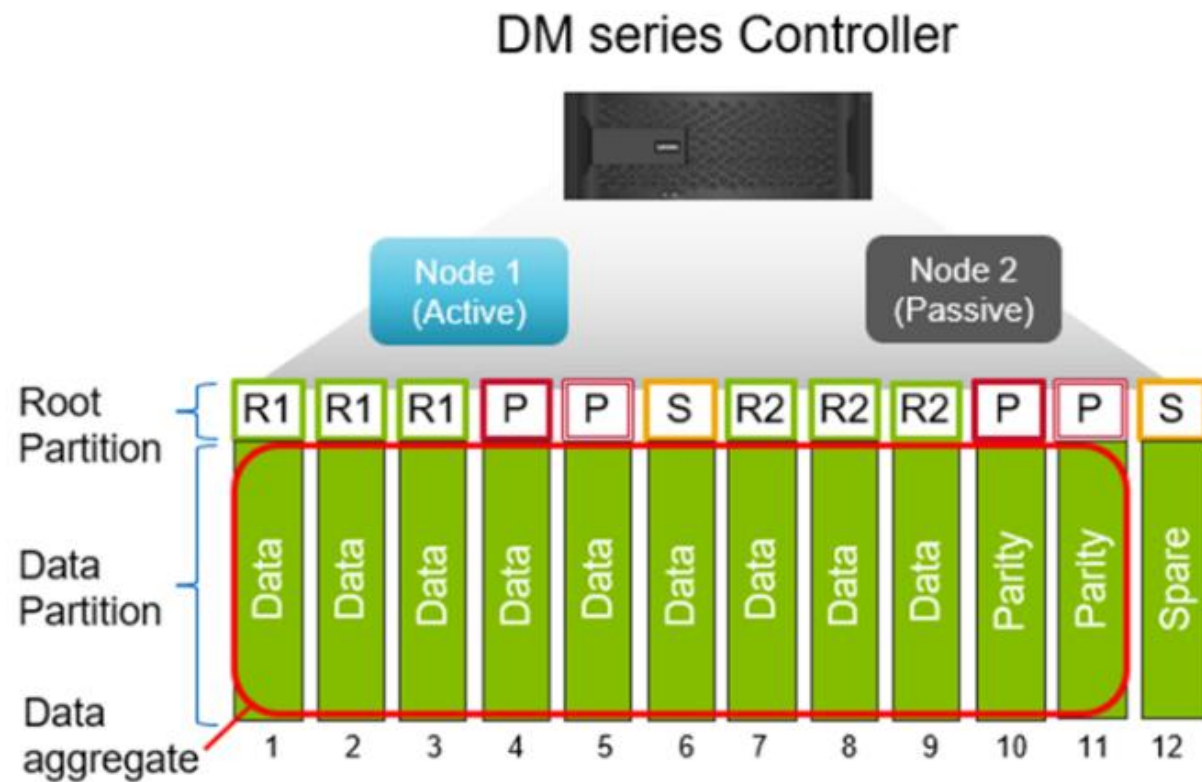 DM series Controller
Lenovo
Node 1
(Active)
Node 2
(Passive)
Root
Partition
R1 R1 R1 P P S R2 R2 R2 P P S
Data
Partition
Data Data Data Data Data Data Data Data Data Parity Parity Spare
Data
aggregate
1 2 3 4 5 6 7 8 9 10 11 12